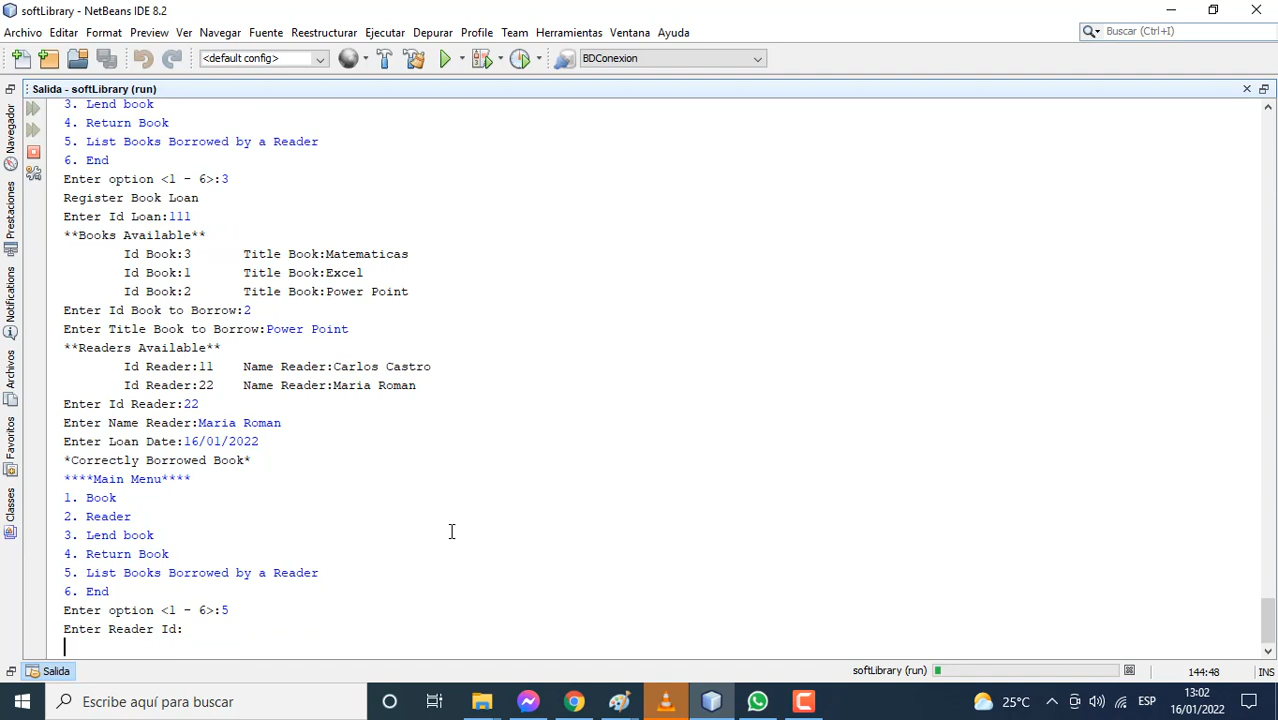 softLibrary - NetBeans IDE 8.2
Archivo Editar Format Preview Ver Navegar Fuente Reestructurar Ejecutar Depurar Profile Team Herramientas Ventana Ayuda
Buscar (Ctrl+I)
<default config>
BDConexion
Salida - softLibrary (run)
Navegador
Prestaciones
Notifications
Archivos
Favoritos
Classes
3. Lend book
4. Return Book
5. List Books Borrowed by a Reader
6. End
Enter option <1 - 6>:3
Register Book Loan
Enter Id Loan:111
**Books Available**
Id Book:3 Title Book:Matematicas
Id Book:1 Title Book:Excel
Id Book:2 Title Book:Power Point
Enter Id Book to Borrow:2
Enter Title Book to Borrow:Power Point
**Readers Available**
Id Reader:11 Name Reader:Carlos Castro
Id Reader:22 Name Reader:Maria Roman
Enter Id Reader:22
Enter Name Reader:Maria Roman
Enter Loan Date:16/01/2022
*Correctly Borrowed Book*
****Main Menu****
1. Book
2. Reader
3. Lend book
4. Return Book
5. List Books Borrowed by a Reader
6. End
Enter option <1 - 6>:5
Enter Reader Id:
Salida
softLibrary (run)
144:48
INS
Escribe aquí para buscar
25°C
ESP
13:02
16/01/2022